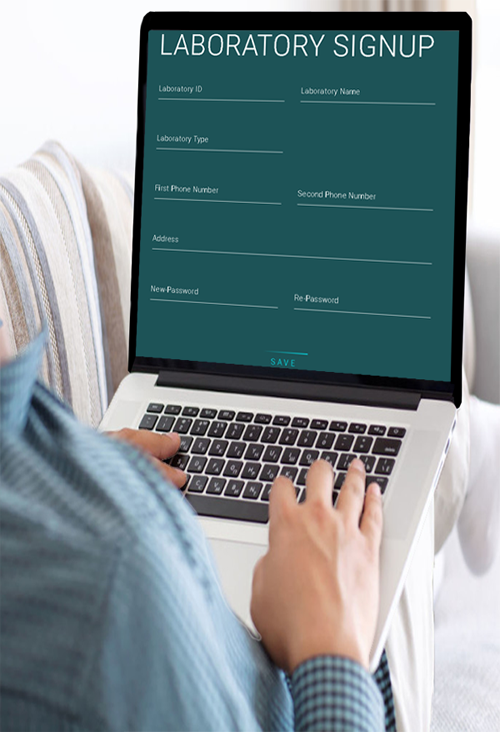 LABORATORY SIGNUP
Laboratory ID
Laboratory Name
Laboratory Type
First Phone Number
Second Phone Number
Address
New-Password
Re-Password
SAVE